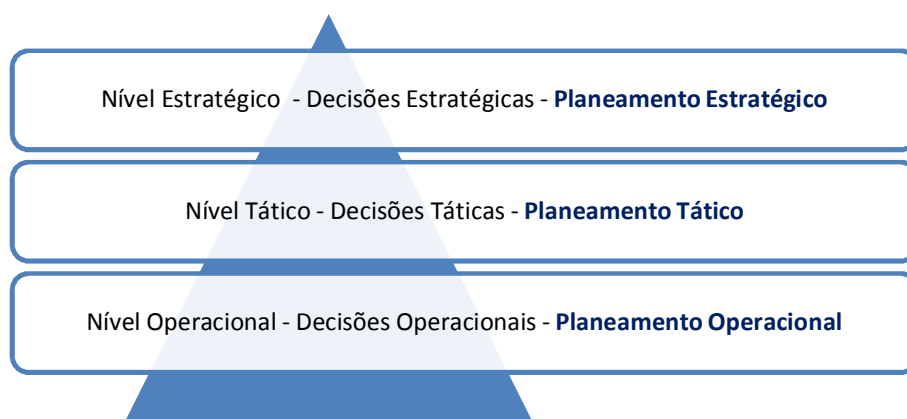 Nível Estratégico - Decisões Estratégicas - Planeamento Estratégico
Nível Tático - Decisões Táticas - Planeamento Tático
Nível Operacional - Decisões Operacionais - Planeamento Operacional